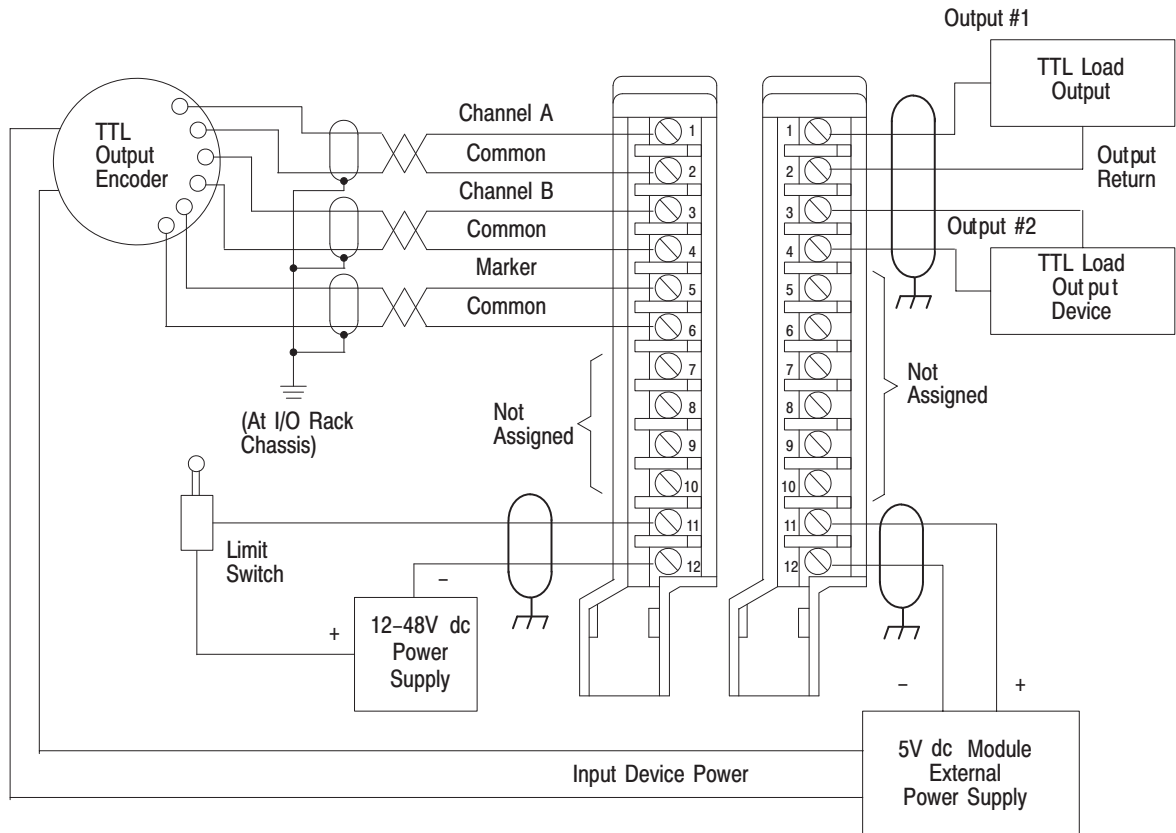 Output #1
TTL Load
Output
TTL
Output
Encoder
Channel A
Common
Channel B
Common
Marker
Common
1
2
3
4
5
6
7
8
9
10
11
12
1
2
3
4
5
6
7
8
9
10
11
12
Output
Return
Output #2
TTL Load
Output
Device
(At I/O Rack
Chassis)
Not
Assigned
Not
Assigned
Limit
Switch
–
+
12–48V dc
Power
Supply
–
+
5V dc Module
External
Power Supply
Input Device Power